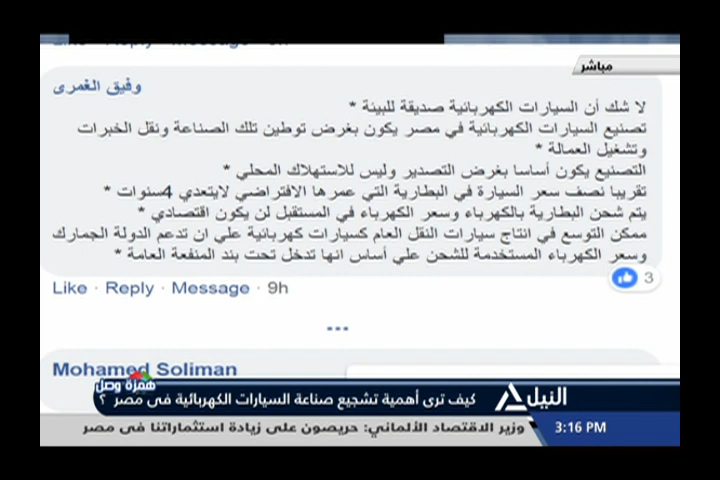 مباشر
وفيق الغمرى
لا شك أن السيارات الكهربائية صديقة للبيئة *
تصنيع السيارات الكهربائية في مصر يكون بغرض توطين تلك الصناعة ونقل الخبرات
وتشغيل العمالة *
التصنيع يكون أساسا بغرض التصدير وليس للاستهلاك المحلي *
تقريبا نصف سعر السيارة في البطارية التي عمرها الافتراضي لايتعدي 4سنوات *
يتم شحن البطارية بالكهرباء وسعر الكهرباء في المستقبل لن يكون اقتصادي *
ممكن التوسع في انتاج سيارات النقل العام كسيارات كهربائية علي ان تدعم الدولة الجمارك
وسعر الكهرباء المستخدمة للشحن علي أساس انها تدخل تحت بند المنفعة العامة *
3
Like · Reply · Message · 9h
Mohamed Soliman
همزة وصل
النيل
كيف ترى أهمية تشجيع صناعة السيارات الكهربائية فى مصر ؟
3:16 PM
وزير الاقتصاد الألماني: حريصون على زيادة استثماراتنا فى مصر